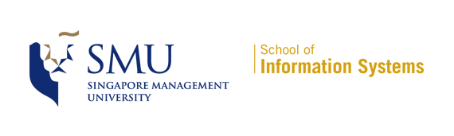 SMU
SINGAPORE MANAGEMENT
UNIVERSITY
School of
Information Systems